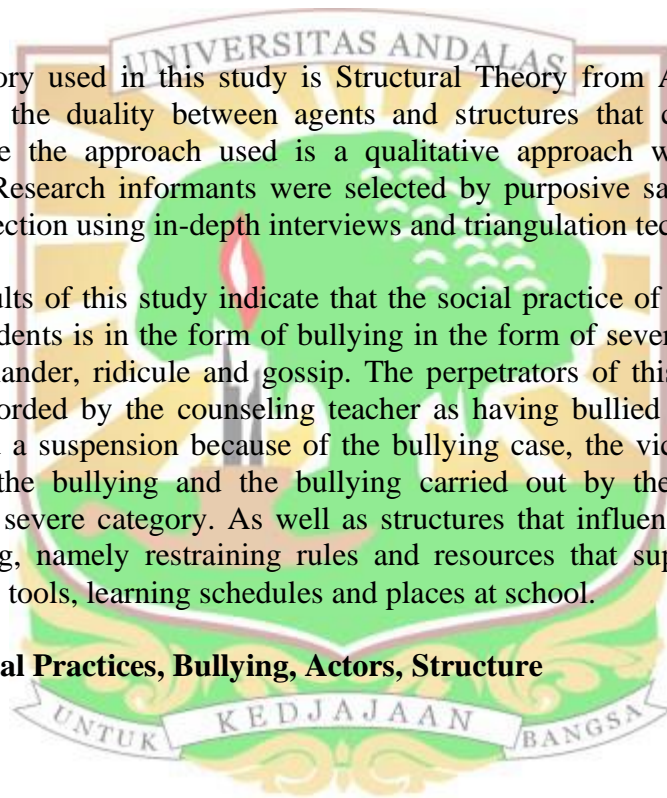 UNIVERSITAS ANDALAS
ory used in this study is Structural Theory from A
the duality between agents and structures that c
e the approach used is a qualitative approach w
Research informants were selected by purposive sa
ection using in-depth interviews and triangulation tec
ults of this study indicate that the social practice of
dents is in the form of bullying in the form of sever
ander, ridicule and gossip. The perpetrators of this
orded by the counseling teacher as having bullied
a suspension because of the bullying case, the vic
the bullying and the bullying carried out by the
severe category. As well as structures that influen
g, namely restraining rules and resources that sup
tools, learning schedules and places at school.
al Practices, Bullying, Actors, Structure
UNTUK KEDJAJAAN BANGSA